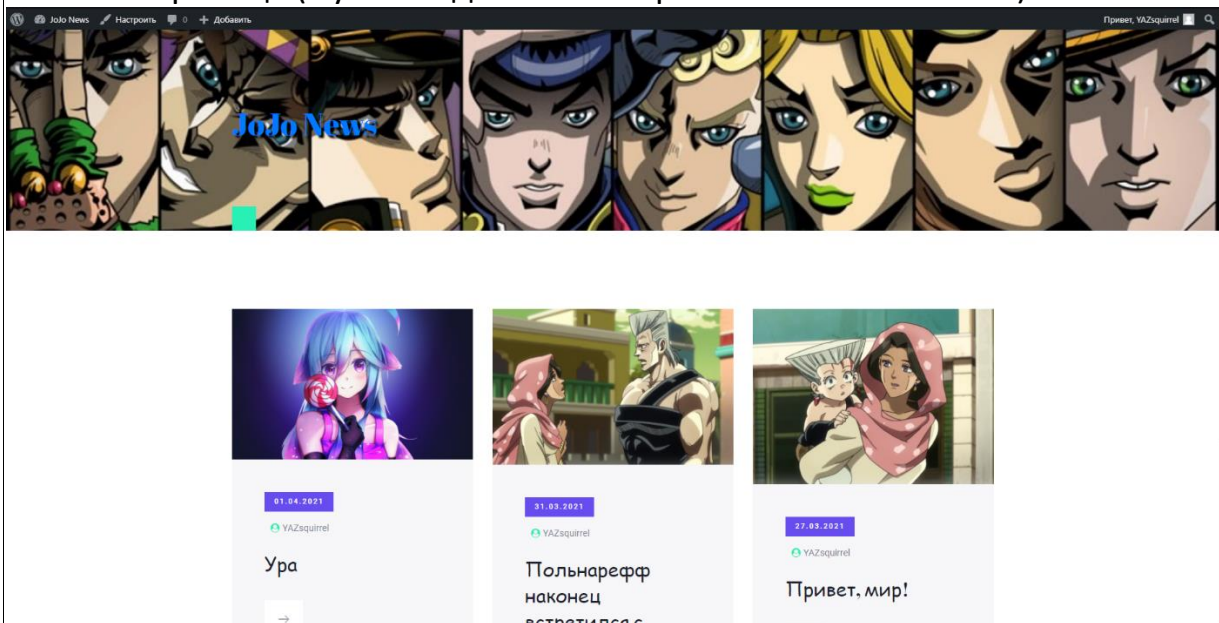 JoJo News Настроить 0 Добавить Привет, YAZsquirrel
JoJo News
01.04.2021
YAZsquirrel
Ура
31.03.2021
YAZsquirrel
Польнарефф
наконец
встретился с
27.03.2021
YAZsquirrel
Привет, мир!